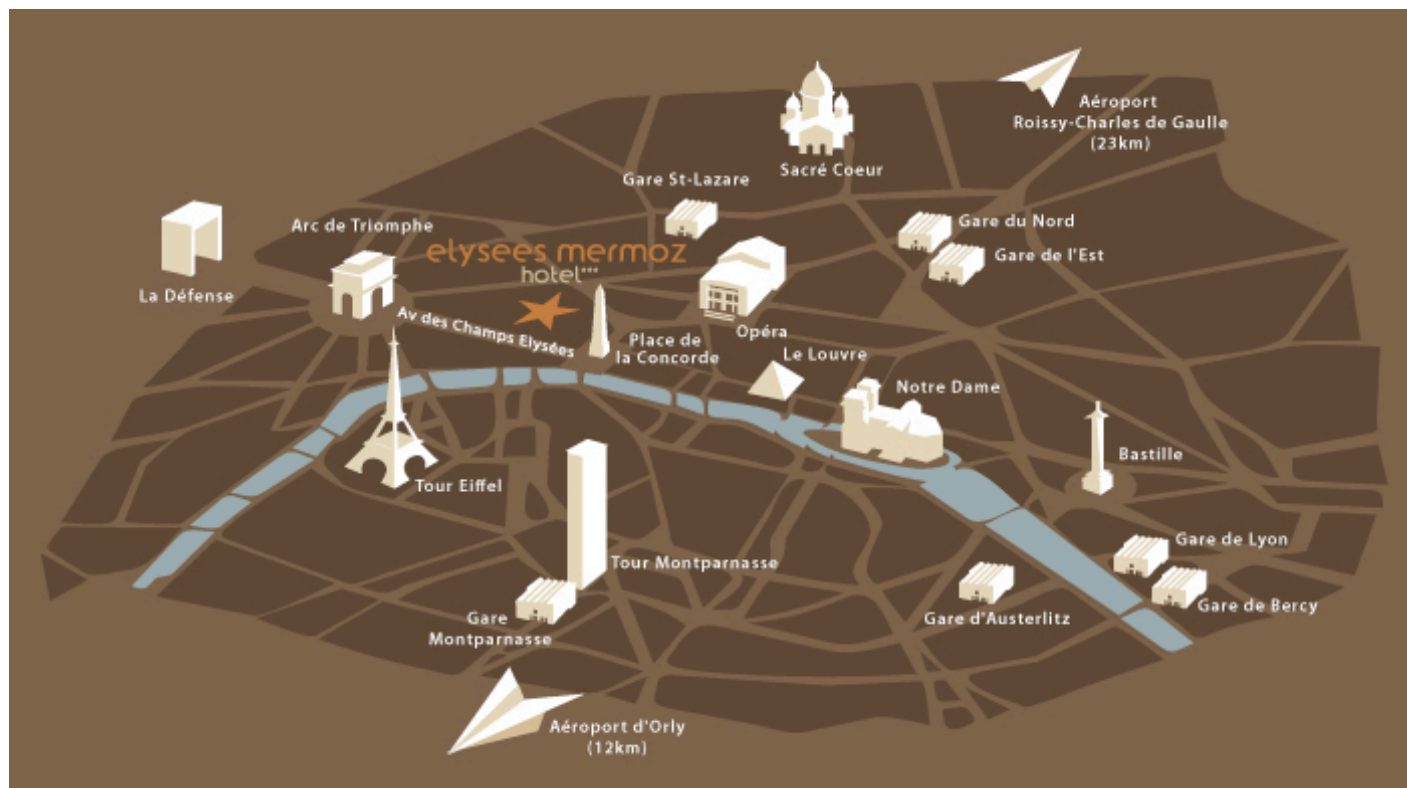 Aéroport
Roissy-Charles de Gaulle
(23km)
Sacré Coeur
Gare St-Lazare
Gare du Nord
Arc de Triomphe
elysees mermoz
hotel***
Gare de l'Est
La Défense
Av des Champs Elysées
Opéra
Place de
la Concorde
Le Louvre
Notre Dame
Bastille
Tour Eiffel
Gare de Lyon
Tour Montparnasse
Gare de Bercy
Gare
Montparnasse
Gare d'Austerlitz
Aéroport d'Orly
(12km)